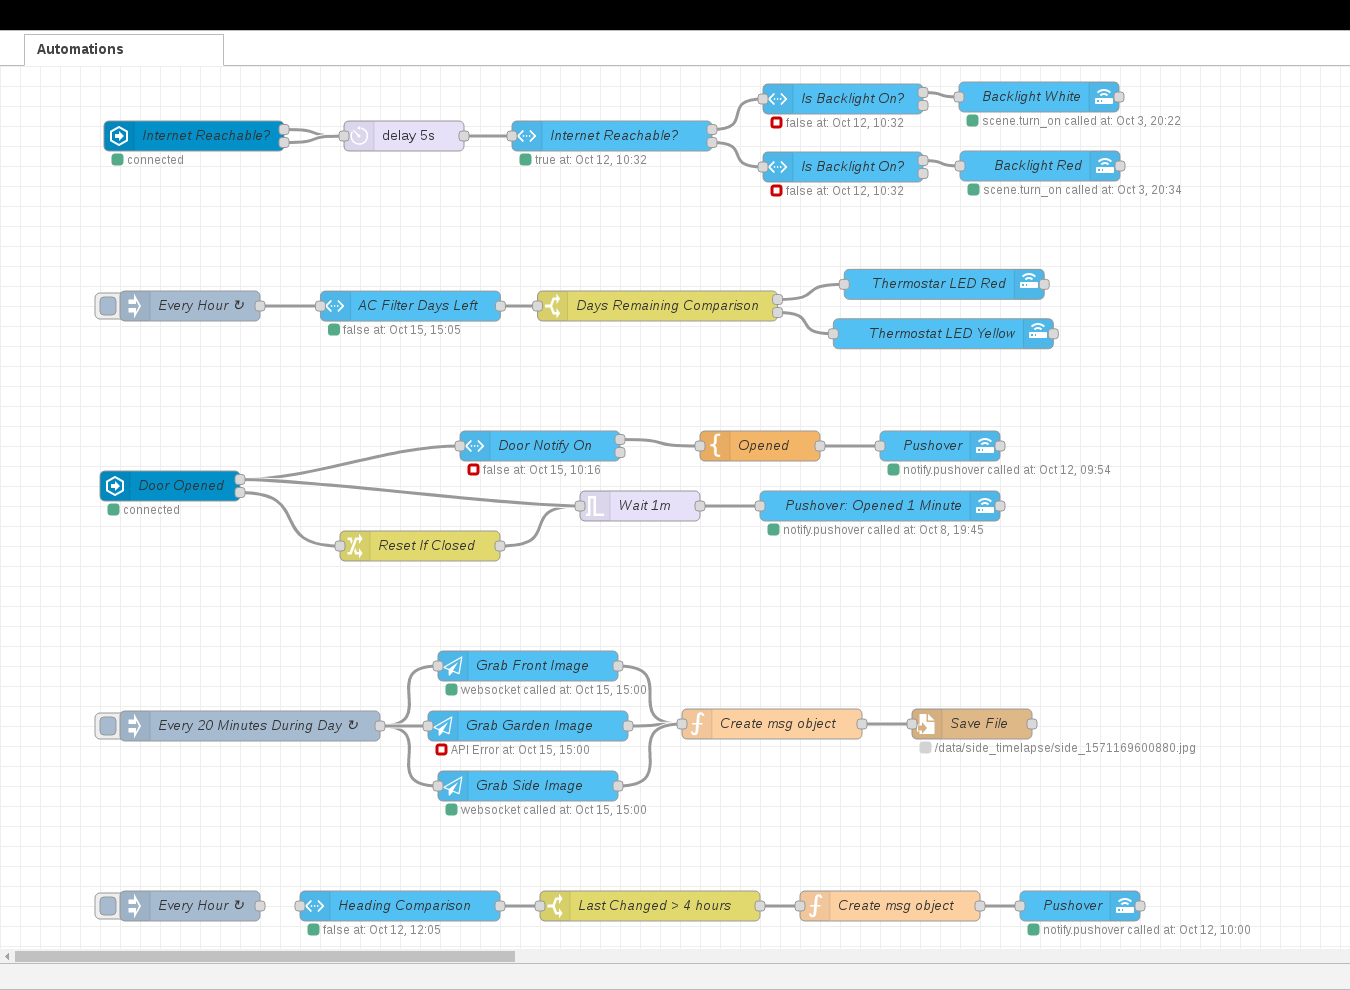 Automations
Internet Reachable?
connected
delay 5s
Internet Reachable?
true at: Oct 12, 10:32
Is Backlight On?
false at: Oct 12, 10:32
Backlight White
scene.turn_on called at: Oct 3, 20:22
Is Backlight On?
false at: Oct 12, 10:32
Backlight Red
scene.turn_on called at: Oct 3, 20:34
Every Hour ↻
AC Filter Days Left
false at: Oct 15, 15:05
Days Remaining Comparison
Thermostar LED Red
Thermostat LED Yellow
Door Opened
connected
Door Notify On
false at: Oct 15, 10:16
Opened
Pushover
notify.pushover called at: Oct 12, 09:54
Reset If Closed
Wait 1m
Pushover: Opened 1 Minute
notify.pushover called at: Oct 8, 19:45
Every 20 Minutes During Day ↻
Grab Front Image
websocket called at: Oct 15, 15:00
Grab Garden Image
API Error at: Oct 15, 15:00
Grab Side Image
websocket called at: Oct 15, 15:00
Create msg object
Save File
/data/side_timelapse/side_1571169600880.jpg
Every Hour ↻
Heading Comparison
false at: Oct 12, 12:05
Last Changed > 4 hours
Create msg object
Pushover
notify.pushover called at: Oct 12, 10:00